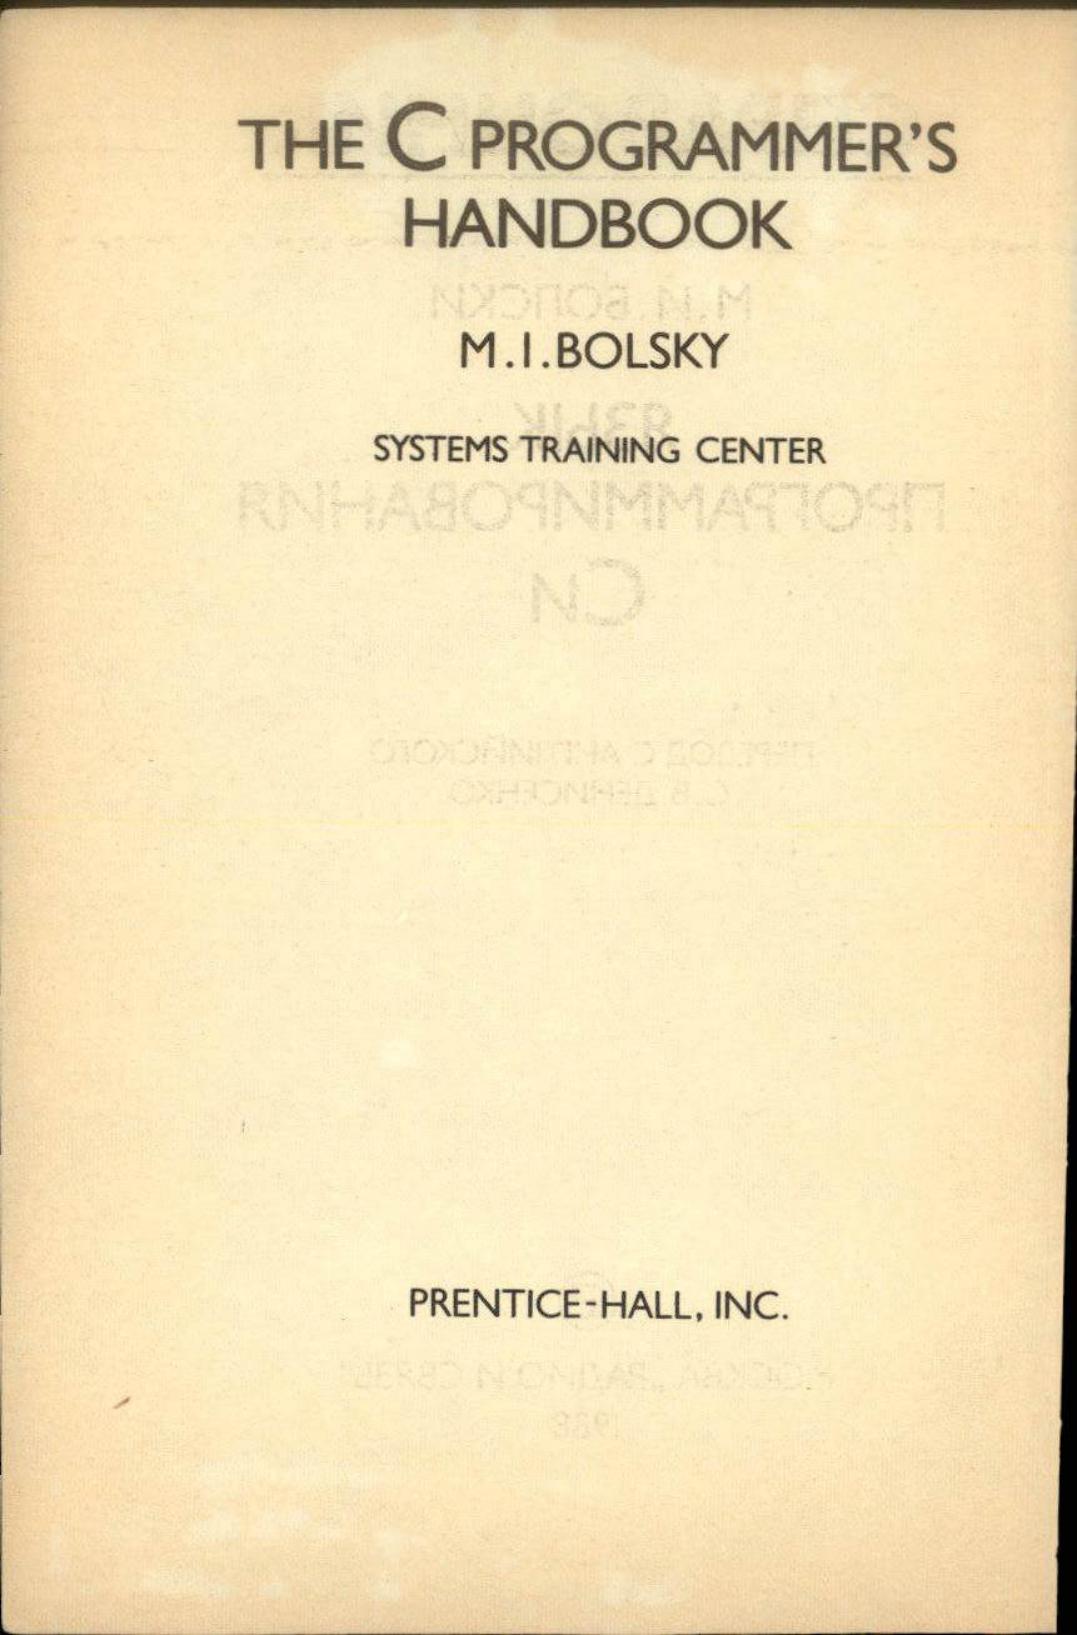 THE C PROGRAMMER'S
HANDBOOK
M.I.BOLSKY
SYSTEMS TRAINING CENTER
PRENTICE-HALL, INC.